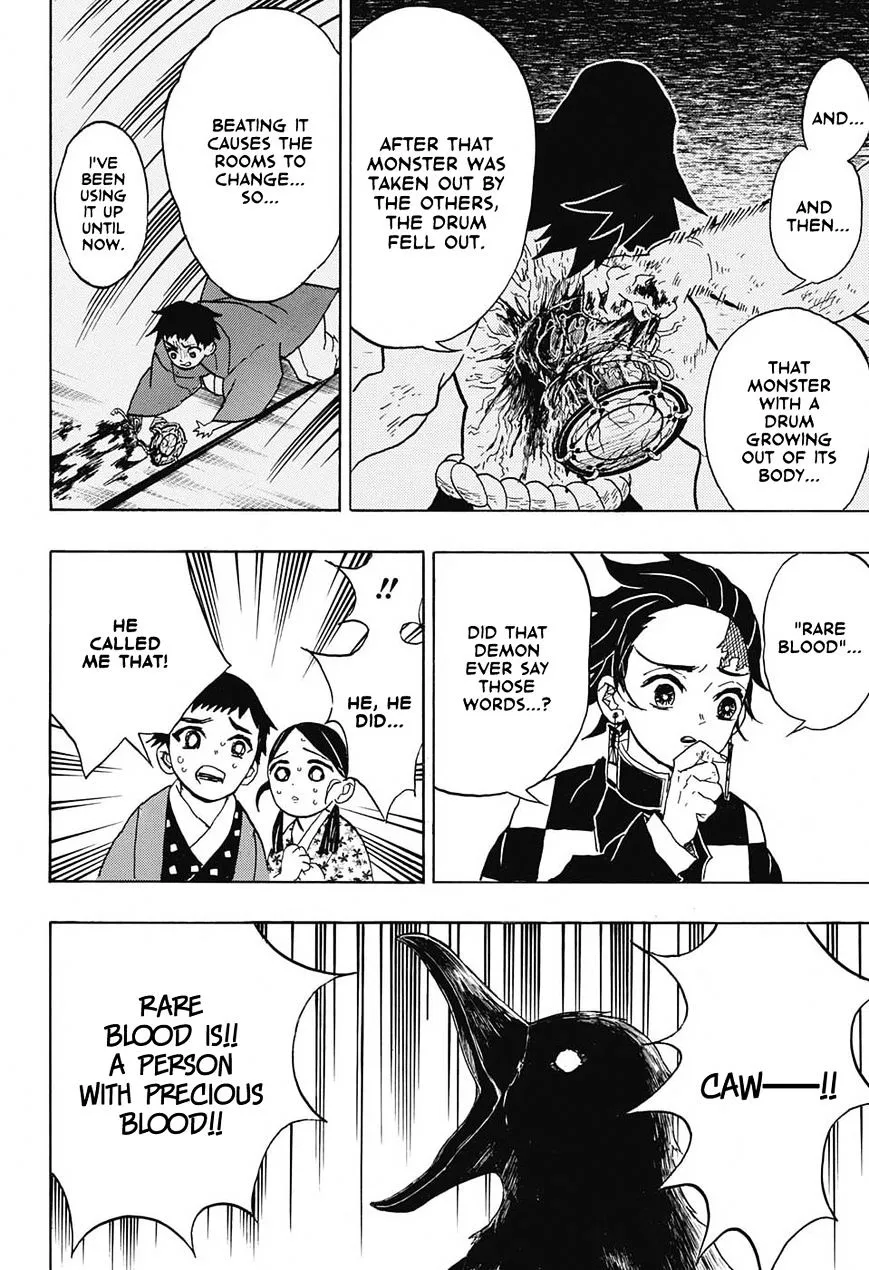 AND...
AND
THEN...
THAT
MONSTER
WITH A
DRUM
GROWING
OUT OF ITS
BODY...
AFTER THAT
MONSTER WAS
TAKEN OUT BY
THE OTHERS,
THE DRUM
FELL OUT.
BEATING IT
CAUSES THE
ROOMS TO
CHANGE...
SO...
I'VE
BEEN
USING
IT UP
UNTIL
NOW.
"RARE
BLOOD"...
DID THAT
DEMON
EVER SAY
THOSE
WORDS...?
!!
HE, HE
DID...
HE
CALLED
ME THAT!
CAW——!!
RARE
BLOOD IS!!
A PERSON
WITH PRECIOUS
BLOOD!!